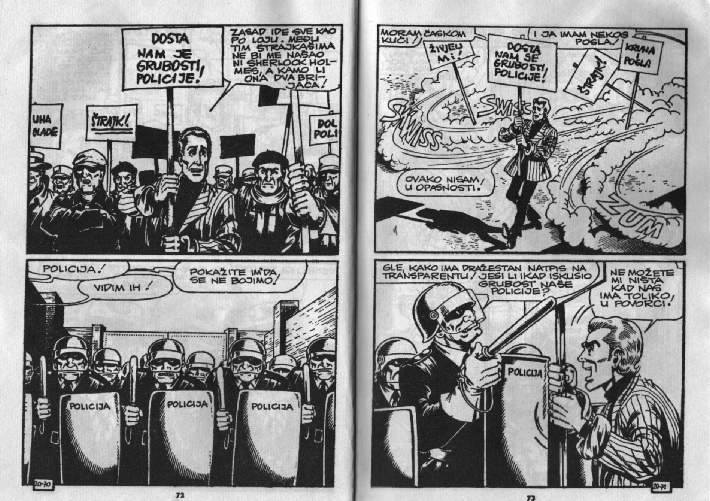 DOSTA
NAM JE
GRUBOSTI,
POLICIJE!
ZASAD IDE SVE KAO
PO LOJU. MEĐU
TIM ŠTRAJKAŠIMA
NE BI ME NAŠAO
NI SHERLOCK HOL-
MES, A KAMO LI
ONA DVA BRI-
JAČA!
UHA
BLADE
ŠTRAJK!
DOL
POLI
POLICIJA!
VIDIM IH!
POKAŽITE IM DA
SE NE BOJIMO!
POLICIJA
POLICIJA
POLICIJA
72
MORAM ČASKOM
KUĆI!
I JA IMAM NEKOG
POSLA!
ŽIVJELI
MI!
DOSTA
NAM JE
GRUBOSTI,
POLICIJE!
ŠTRAJK!
KRUHA
POSLA
SWISS
SWISS
OVAKO NISAM,
U OPASNOSTI.
ZUM
GLE, KAKO IMA DRAŽESTAN NATPIS NA
TRANSPARENTU! JESI LI IKAD ISKUSIO
GRUBOST NAŠE
POLICIJE?
NE MOŽETE
MI NIŠTA
KAD NAS
IMA TOLIKO,
U POVORCI!
POLICIJA
73